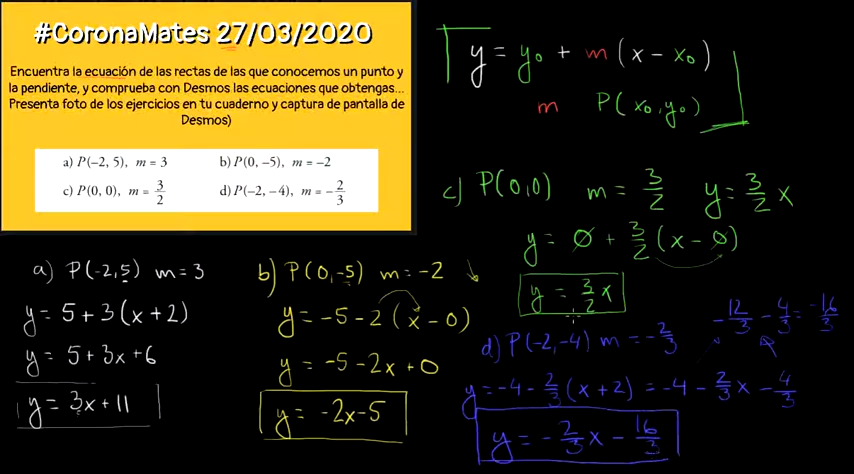 #CoronaMates 27/03/2020
Encuentra la ecuación de las rectas de las que conocemos un punto y
la pendiente, y comprueba con Desmos las ecuaciones que obtengas...
Presenta foto de los ejercicios en tu cuaderno y captura de pantalla de
Desmos)
a) P(−2, 5), m = 3 b) P(0, −5), m = −2
c) P(0, 0), m = 3/2 d) P(−2, −4), m = −2/3
y = y₀ + m (x − x₀)
m P(x₀, y₀)
c) P(0,0) m = 3/2 y = 3/2 x
y = 0 + 3/2 (x − 0)
y = 3/2 x
a) P(-2,5) m = 3
y = 5 + 3(x + 2)
y = 5 + 3x + 6
y = 3x + 11
b) P(0,-5) m = -2
y = -5 - 2(x - 0)
y = -5 - 2x + 0
y = -2x - 5
d) P(-2,-4) m = -2/3
-12/3 - 4/3 = -16/3
y = -4 - 2/3 (x + 2) = -4 - 2/3 x - 4/3
y = - 2/3 x - 16/3